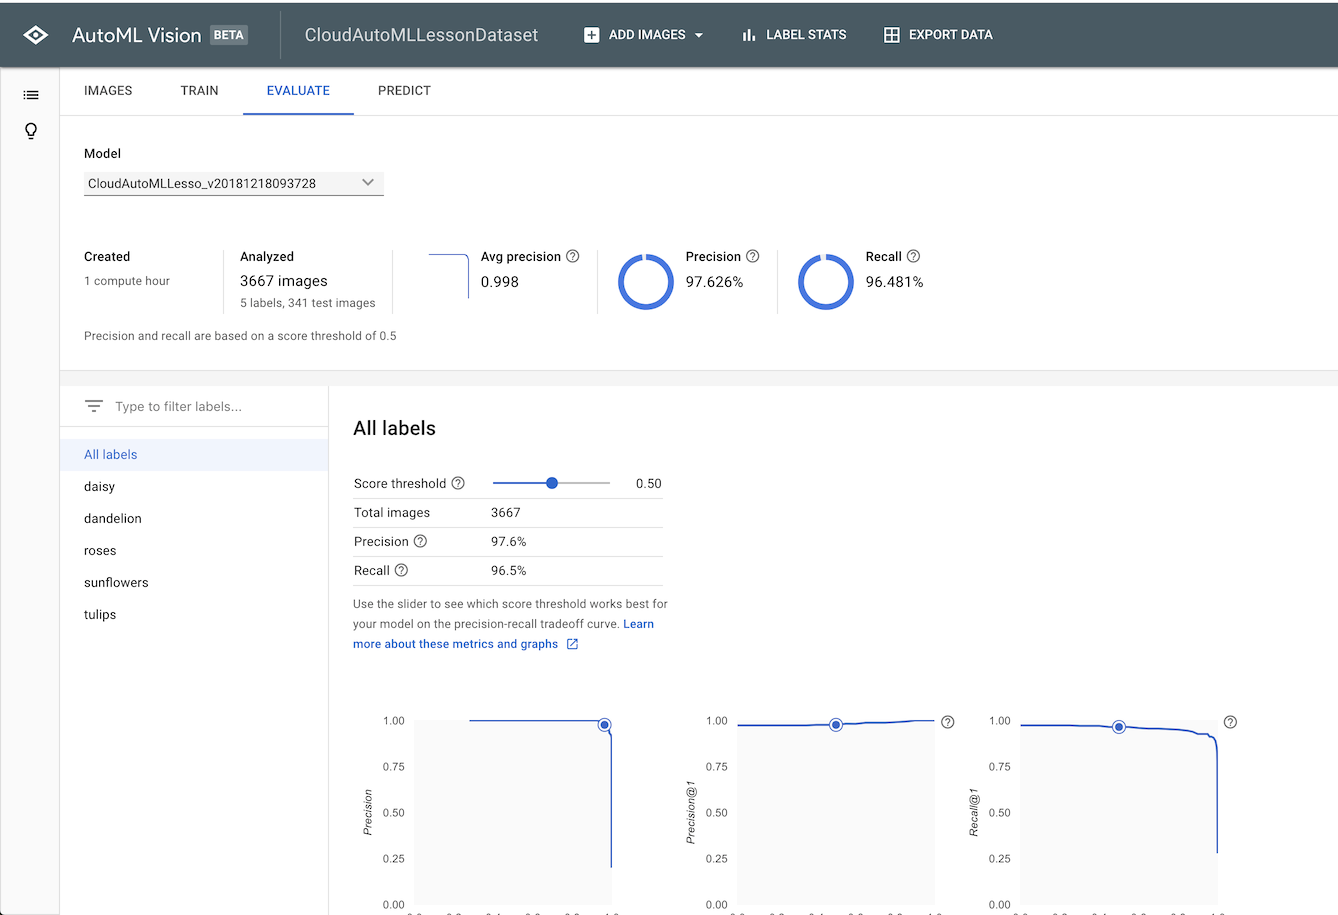 AutoML Vision BETA CloudAutoMLLessonDataset ADD IMAGES LABEL STATS EXPORT DATA
IMAGES TRAIN EVALUATE PREDICT
Model
CloudAutoMLLesso_v20181218093728
Created
1 compute hour
Analyzed
3667 images
5 labels, 341 test images
Avg precision
0.998
Precision
97.626%
Recall
96.481%
Precision and recall are based on a score threshold of 0.5
Type to filter labels...
All labels
daisy
dandelion
roses
sunflowers
tulips
All labels
Score threshold 0.50
Total images 3667
Precision 97.6%
Recall 96.5%
Use the slider to see which score threshold works best for
your model on the precision-recall tradeoff curve. Learn
more about these metrics and graphs
Precision
1.00
0.75
0.50
0.25
0.00
Precision@1
1.00
0.75
0.50
0.25
0.00
Recall@1
1.00
0.75
0.50
0.25
0.00